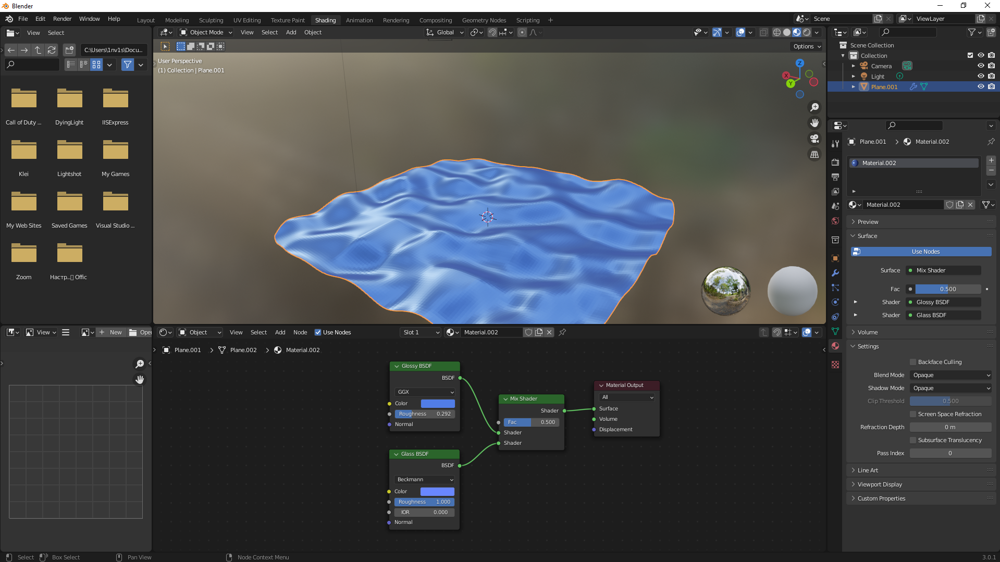 Blender
File Edit Render Window Help
Layout Modeling Sculpting UV Editing Texture Paint Shading Animation Rendering Compositing Geometry Nodes Scripting +
Scene
ViewLayer
View Select
Object Mode View Select Add Object
Global
C:\Users\1nv1s\Docu...
Options
User Perspective
(1) Collection | Plane.001
X
Y
Z
Scene Collection
Collection
Camera
Light
Plane.001
Call of Duty ... DyingLight IISExpress
Klei Lightshot My Games
My Web Sites Saved Games Visual Studio ...
Zoom Настр...▯ Offic
Plane.001 > Material.002
Material.002
Material.002
Preview
Surface
Use Nodes
Surface Mix Shader
Fac 0.500
Shader Glossy BSDF
Shader Glass BSDF
Volume
Settings
Backface Culling
Blend Mode Opaque
Shadow Mode Opaque
Clip Threshold 0.500
Screen Space Refraction
Refraction Depth 0 m
Subsurface Translucency
Pass Index 0
Line Art
Viewport Display
Custom Properties
View New Open
Object View Select Add Node Use Nodes Slot 1 Material.002
Plane.001 > Plane.002 > Material.002
Glossy BSDF
BSDF
GGX
Color
Roughness 0.292
Normal
Glass BSDF
BSDF
Beckmann
Color
Roughness 1.000
IOR 0.000
Normal
Mix Shader
Shader
Fac 0.500
Shader
Shader
Material Output
All
Surface
Volume
Displacement
Select Box Select Pan View Node Context Menu 3.0.1